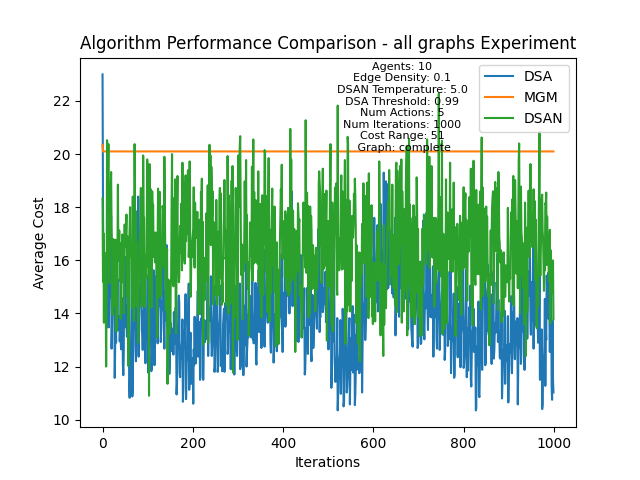 Algorithm Performance Comparison - all graphs Experiment
Agents: 10
Edge Density: 0.1
DSAN Temperature: 5.0
DSA Threshold: 0.99
Num Actions: 5
Num Iterations: 1000
Cost Range: 51
Graph: complete
DSA
MGM
DSAN
Average Cost
22
20
18
16
14
12
10
0 200 400 600 800 1000
Iterations